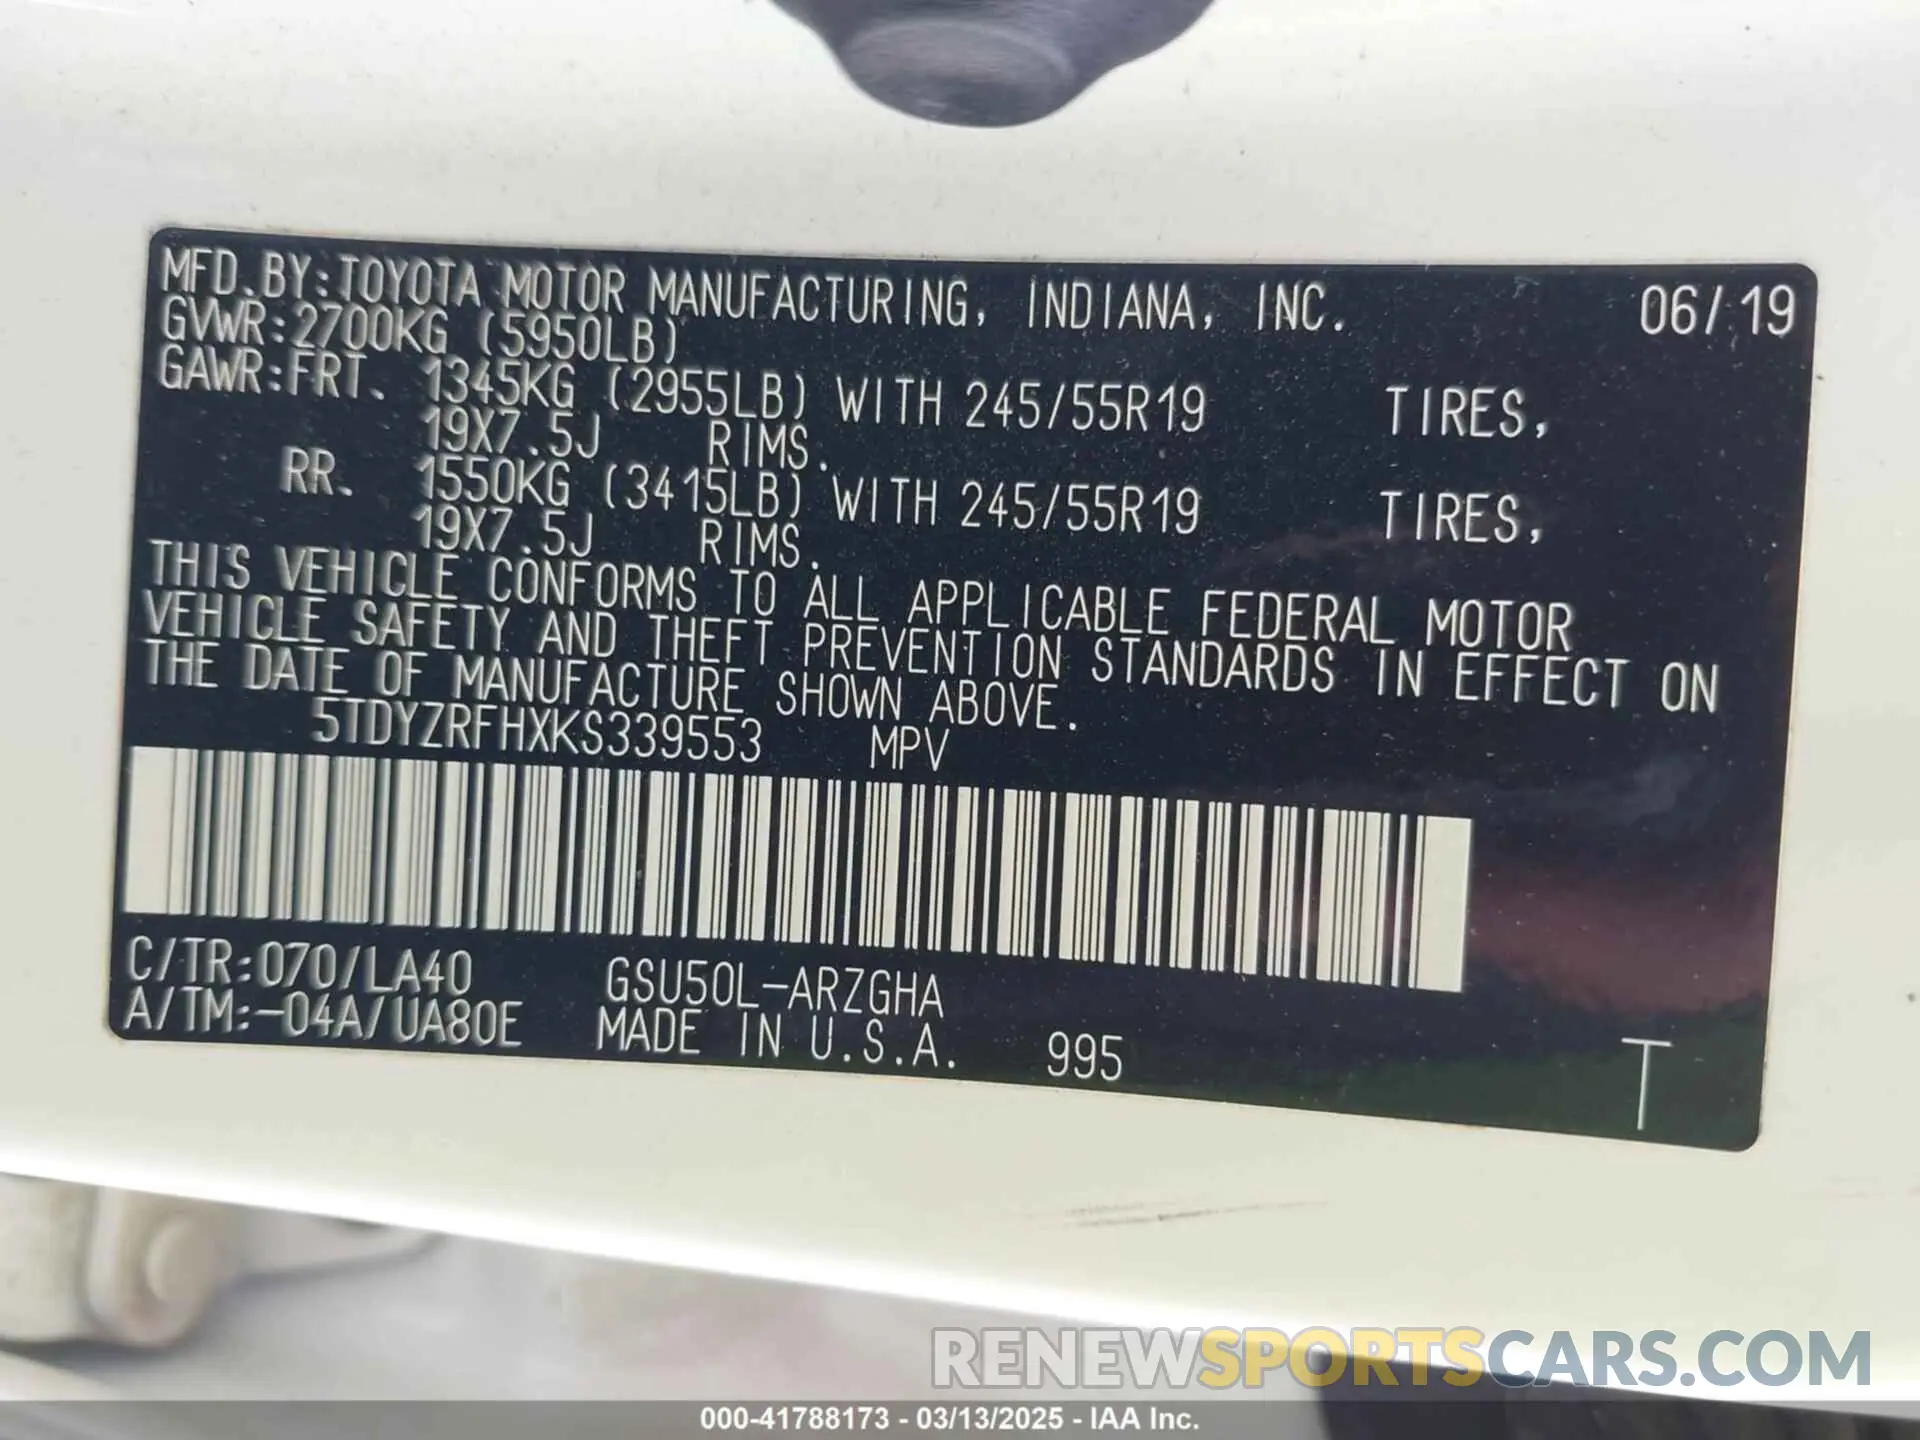 MFD.BY:TOYOTA MOTOR MANUFACTURING, INDIANA, INC. 06/19
GVWR:2700KG (5950LB)
GAWR:FRT. 1345KG (2955LB) WITH 245/55R19 TIRES,
19X7.5J RIMS.
RR. 1550KG (3415LB) WITH 245/55R19 TIRES,
19X7.5J RIMS.
THIS VEHICLE CONFORMS TO ALL APPLICABLE FEDERAL MOTOR
VEHICLE SAFETY AND THEFT PREVENTION STANDARDS IN EFFECT ON
THE DATE OF MANUFACTURE SHOWN ABOVE.
5TDYZRFHXKS339553 MPV
C/TR:070/LA40 GSU50L-ARZGHA
A/TM:-04A/UA80E MADE IN U.S.A. 995 T
RENEWSPORTSCARS.COM
000-41788173 - 03/13/2025 - IAA Inc.